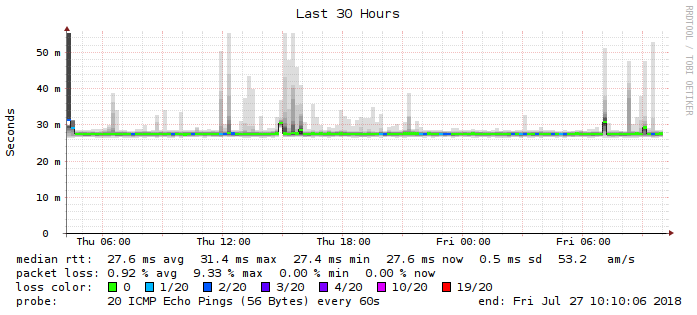 Last 30 Hours
RRDTOOL / TOBI OETIKER
Seconds
50 m
40 m
30 m
20 m
10 m
0
Thu 06:00 Thu 12:00 Thu 18:00 Fri 00:00 Fri 06:00
median rtt: 27.6 ms avg 31.4 ms max 27.4 ms min 27.6 ms now 0.5 ms sd 53.2 am/s
packet loss: 0.92 % avg 9.33 % max 0.00 % min 0.00 % now
loss color: 0 1/20 2/20 3/20 4/20 10/20 19/20
probe: 20 ICMP Echo Pings (56 Bytes) every 60s end: Fri Jul 27 10:10:06 2018